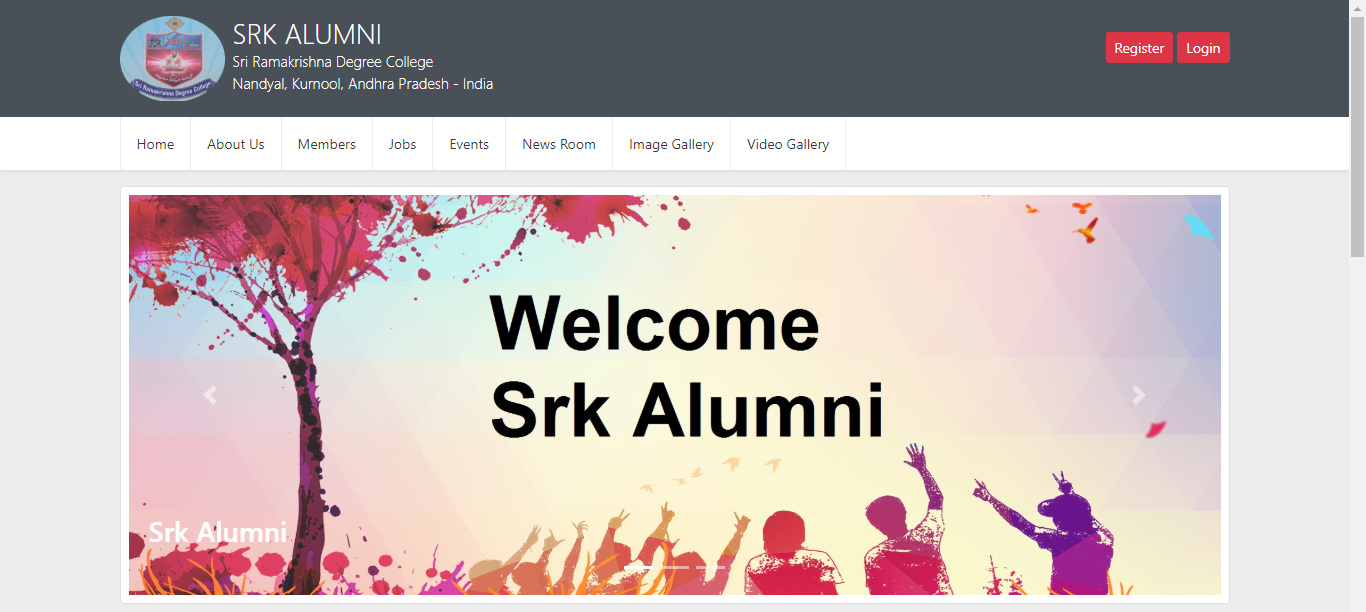 SRK ALUMNI
Sri Ramakrishna Degree College
Nandyal, Kurnool, Andhra Pradesh - India
Register
Login
Sri Ramakrishna Degree College
Home
About Us
Members
Jobs
Events
News Room
Image Gallery
Video Gallery
Welcome
Srk Alumni
Srk Alumni